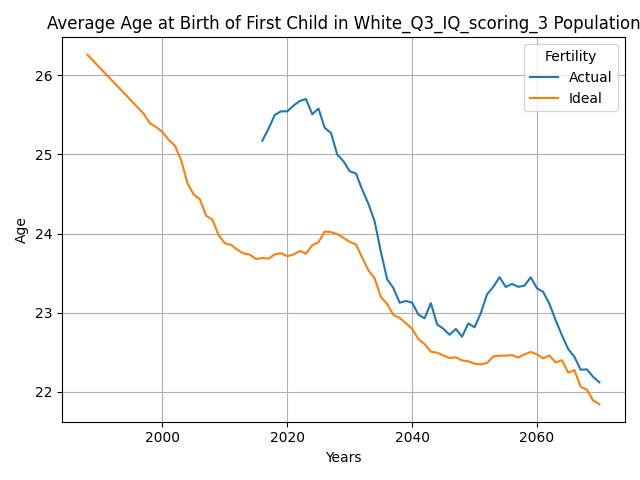 Average Age at Birth of First Child in White_Q3_IQ_scoring_3 Population
Fertility
Actual
Ideal
Age
26
25
24
23
22
2000
2020
2040
2060
Years